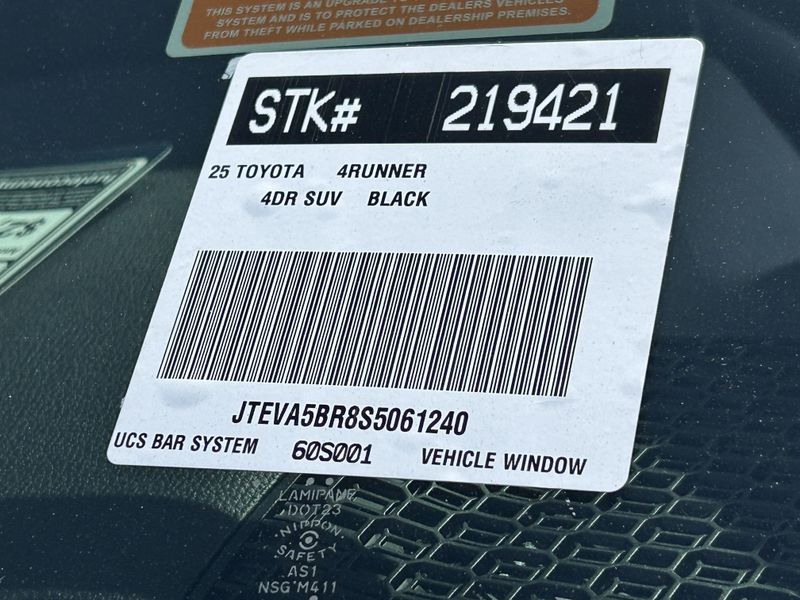 THIS SYSTEM IS AN UPGRADE
SYSTEM AND IS TO PROTECT THE DEALERS VEHICLES
FROM THEFT WHILE PARKED ON DEALERSHIP PREMISES.
STK# 219421
25 TOYOTA 4RUNNER
4DR SUV BLACK
JTEVA5BR8S5061240
UCS BAR SYSTEM 60S001 VEHICLE WINDOW
LAMIPANE
DOT23
NIPPON
SAFETY
AS1
NSG M411